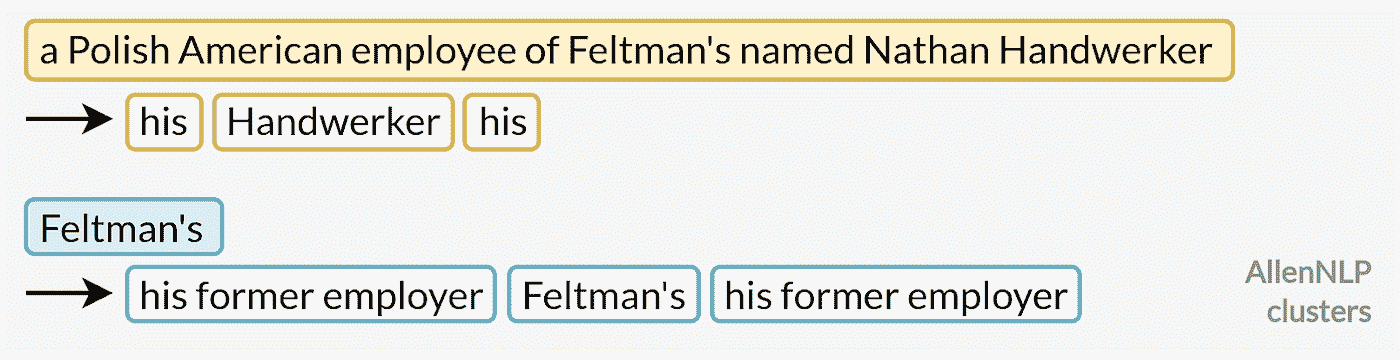 a Polish American employee of Feltman's named Nathan Handwerker
his Handwerker his
Feltman's
his former employer Feltman's his former employer
AllenNLP
clusters